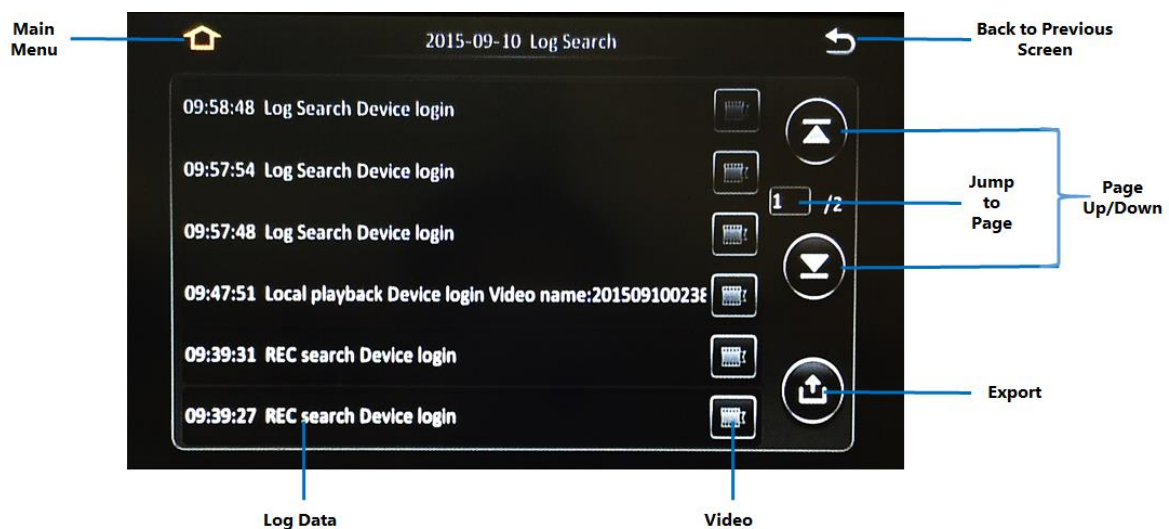 Main
Menu
2015-09-10 Log Search
Back to Previous
Screen
09:58:48 Log Search Device login
09:57:54 Log Search Device login
Jump
to
Page
1 /2
Page
Up/Down
09:57:48 Log Search Device login
09:47:51 Local playback Device login Video name:201509100238
09:39:31 REC search Device login
Export
09:39:27 REC search Device login
Log Data
Video